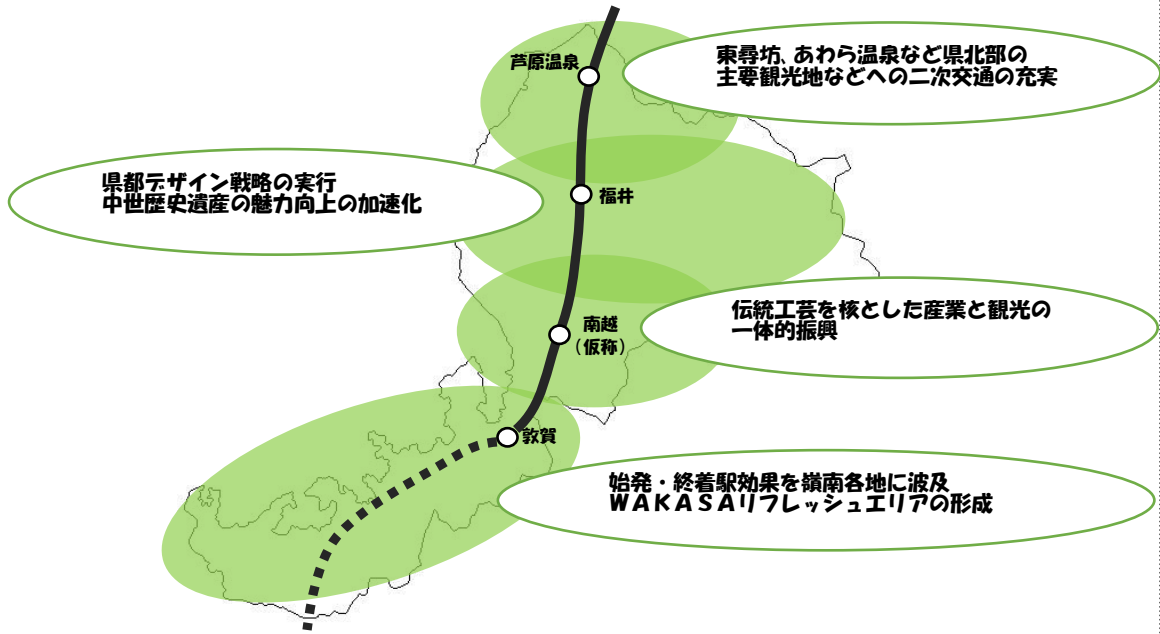 芦原温泉
東尋坊、あわら温泉など県北部の
主要観光地などへの二次交通の充実
県都デザイン戦略の実行
中世歴史遺産の魅力向上の加速化
福井
伝統工芸を核とした産業と観光の
一体的振興
南越
（仮称）
敦賀
始発・終着駅効果を嶺南各地に波及
ＷＡＫＡＳＡリフレッシュエリアの形成